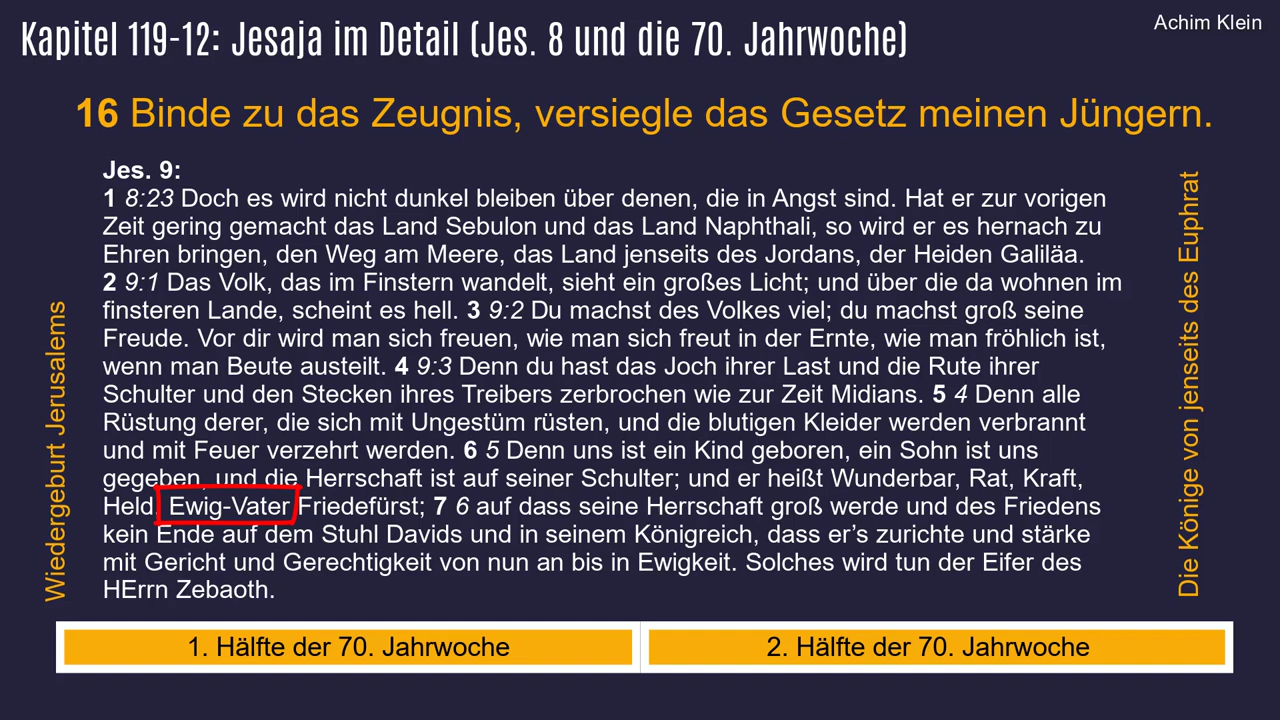 Kapitel 119-12: Jesaja im Detail (Jes. 8 und die 70. Jahrwoche)
Achim Klein
16 Binde zu das Zeugnis, versiegle das Gesetz meinen Jüngern.
Jes. 9:
1 8:23 Doch es wird nicht dunkel bleiben über denen, die in Angst sind. Hat er zur vorigen
Zeit gering gemacht das Land Sebulon und das Land Naphthali, so wird er es hernach zu
Ehren bringen, den Weg am Meere, das Land jenseits des Jordans, der Heiden Galiläa.
2 9:1 Das Volk, das im Finstern wandelt, sieht ein großes Licht; und über die da wohnen im
finsteren Lande, scheint es hell. 3 9:2 Du machst des Volkes viel; du machst groß seine
Freude. Vor dir wird man sich freuen, wie man sich freut in der Ernte, wie man fröhlich ist,
wenn man Beute austeilt. 4 9:3 Denn du hast das Joch ihrer Last und die Rute ihrer
Schulter und den Stecken ihres Treibers zerbrochen wie zur Zeit Midians. 5 4 Denn alle
Rüstung derer, die sich mit Ungestüm rüsten, und die blutigen Kleider werden verbrannt
und mit Feuer verzehrt werden. 6 5 Denn uns ist ein Kind geboren, ein Sohn ist uns
gegeben, und die Herrschaft ist auf seiner Schulter; und er heißt Wunderbar, Rat, Kraft,
Held, Ewig-Vater Friedefürst; 7 6 auf dass seine Herrschaft groß werde und des Friedens
kein Ende auf dem Stuhl Davids und in seinem Königreich, dass er's zurichte und stärke
mit Gericht und Gerechtigkeit von nun an bis in Ewigkeit. Solches wird tun der Eifer des
HErrn Zebaoth.
Wiedergeburt Jerusalems
Die Könige von jenseits des Euphrat
1. Hälfte der 70. Jahrwoche
2. Hälfte der 70. Jahrwoche